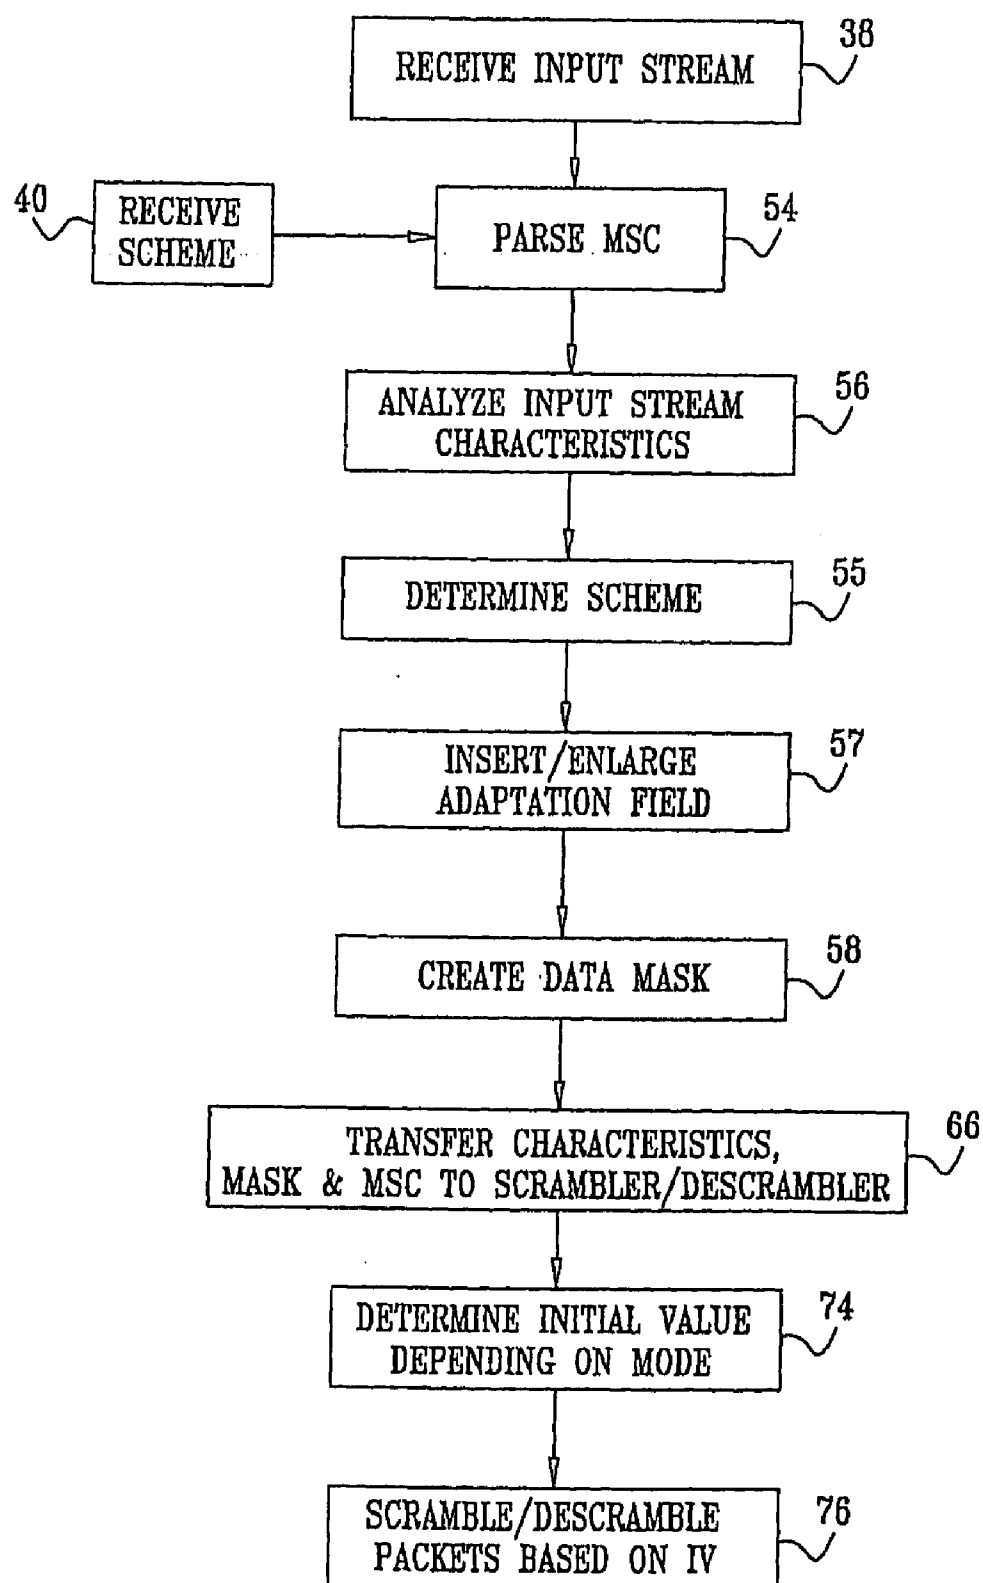 38
RECEIVE INPUT STREAM
40
RECEIVE
SCHEME
54
PARSE MSC
56
ANALYZE INPUT STREAM
CHARACTERISTICS
55
DETERMINE SCHEME
57
INSERT/ENLARGE
ADAPTATION FIELD
58
CREATE DATA MASK
66
TRANSFER CHARACTERISTICS,
MASK & MSC TO SCRAMBLER/DESCRAMBLER
74
DETERMINE INITIAL VALUE
DEPENDING ON MODE
76
SCRAMBLE/DESCRAMBLE
PACKETS BASED ON IV